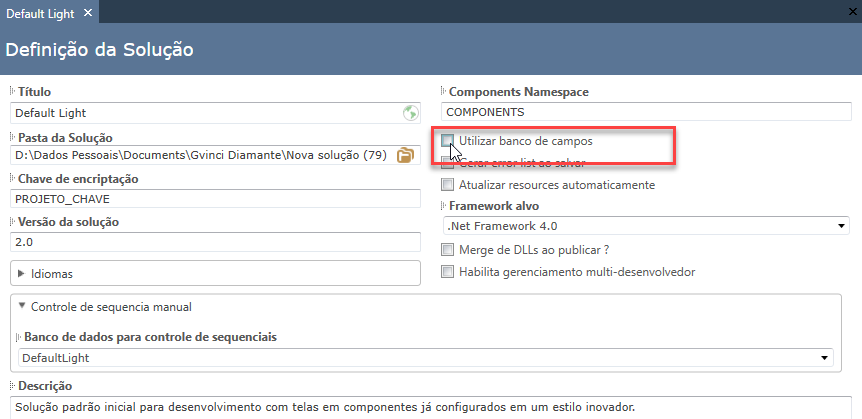 Default Light
Definição da Solução
Título
Default Light
Pasta da Solução
D:\Dados Pessoais\Documents\Gvinci Diamante\Nova solução (79)
Chave de encriptação
PROJETO_CHAVE
Versão da solução
2.0
Idiomas
Components Namespace
COMPONENTS
Utilizar banco de campos
Gerar error list ao salvar
Atualizar resources automaticamente
Framework alvo
.Net Framework 4.0
Merge de DLLs ao publicar ?
Habilita gerenciamento multi-desenvolvedor
Controle de sequencia manual
Banco de dados para controle de sequenciais
DefaultLight
Descrição
Solução padrão inicial para desenvolvimento com telas em componentes já configurados em um estilo inovador.